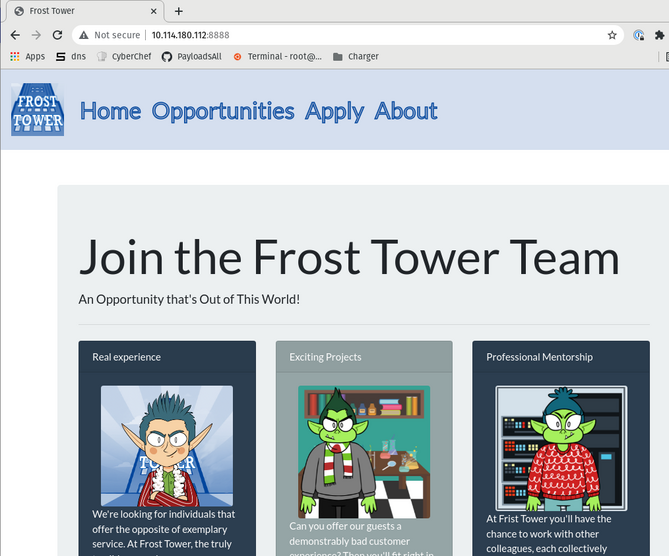 Frost Tower
Not secure | 10.114.180.112:8888
Apps dns CyberChef PayloadsAll Terminal - root@... Charger
FROST
TOWER
Home Opportunities Apply About
Join the Frost Tower Team
An Opportunity that's Out of This World!
Real experience
Exciting Projects
Professional Mentorship
We're looking for individuals that
offer the opposite of exemplary
service. At Frost Tower, the truly
Can you offer our guests a
demonstrably bad customer
experience? Then you'll fit right in
At Frist Tower you'll have the
chance to work with other
colleagues, each collectively